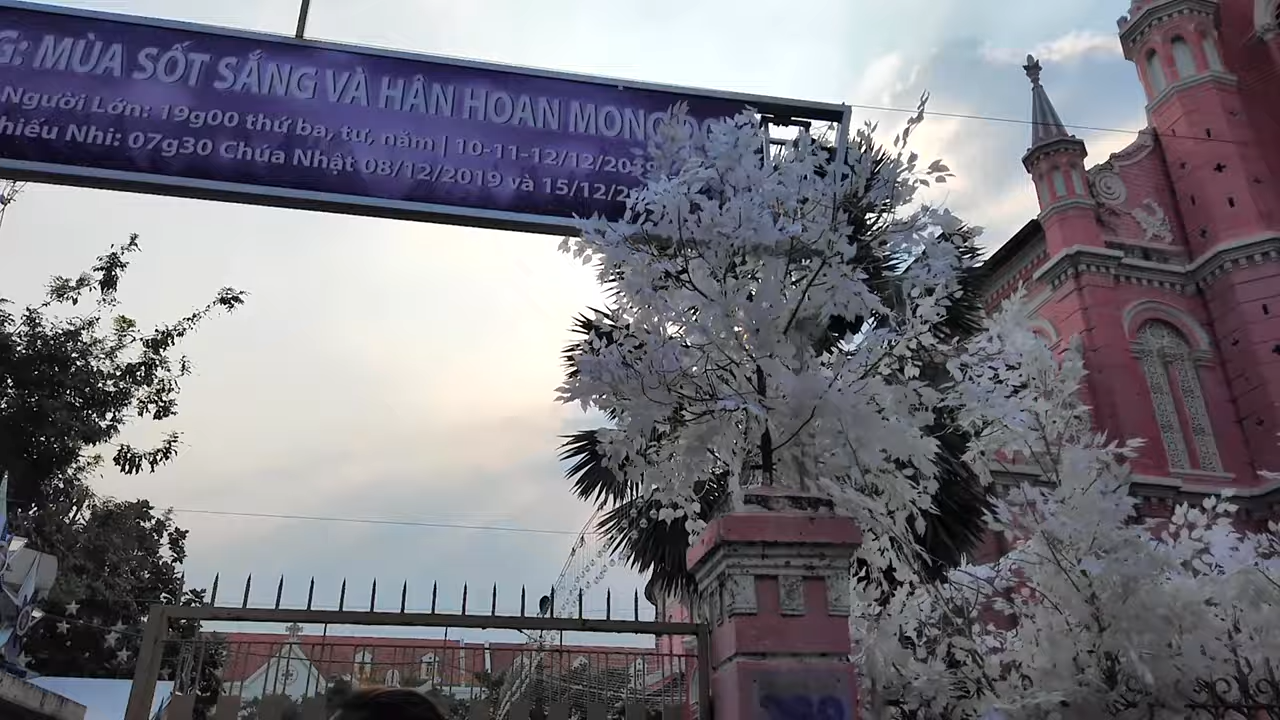 G: MÙA SỐT SẮNG VÀ HÂN HOAN MONG
Người Lớn: 19g00 thứ ba, tư, năm | 10-11-12/12/2019
hiếu Nhi: 07g30 Chúa Nhật 08/12/2019 và 15/12/2